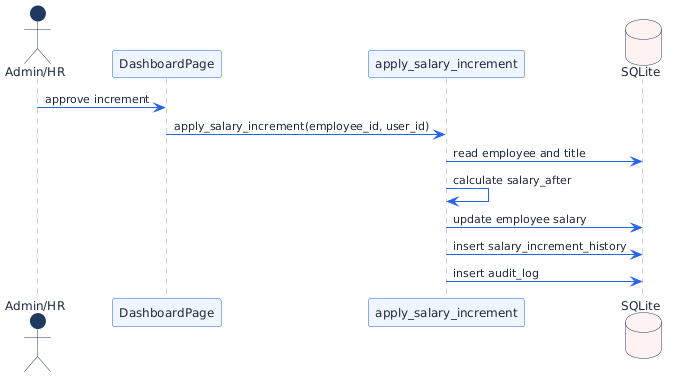 Admin/HR
DashboardPage
apply_salary_increment
SQLite
approve increment
apply_salary_increment(employee_id, user_id)
read employee and title
calculate salary_after
update employee salary
insert salary_increment_history
insert audit_log
Admin/HR
DashboardPage
apply_salary_increment
SQLite